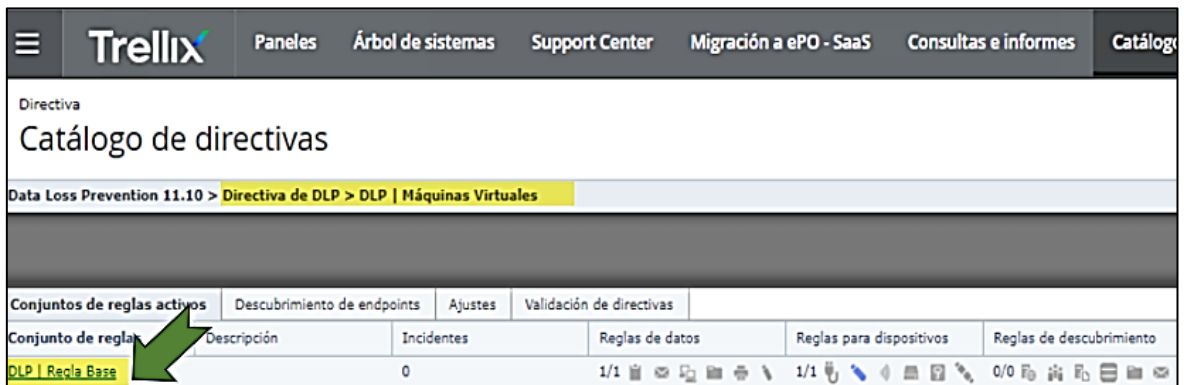 Trellix Paneles Árbol de sistemas Support Center Migración a ePO - SaaS Consultas e informes Catálogo
Directiva
Catálogo de directivas
Data Loss Prevention 11.10 > Directiva de DLP > DLP | Máquinas Virtuales
Conjuntos de reglas activos Descubrimiento de endpoints Ajustes Validación de directivas
Conjunto de reglas Descripción Incidentes Reglas de datos Reglas para dispositivos Reglas de descubrimiento
DLP | Regla Base 0 1/1 1/1 0/0